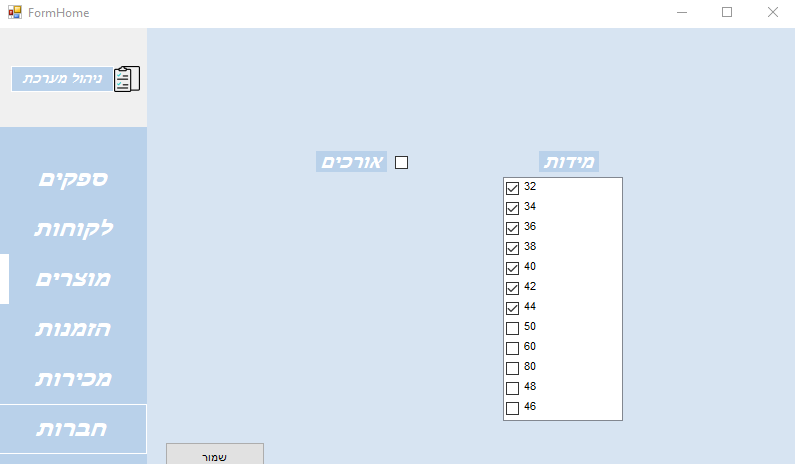 FormHome
ניהול מערכת
ספקים
לקוחות
מוצרים
הזמנות
מכירות
חברות
אורכים
מידות
32
34
36
38
40
42
44
50
60
80
48
46
שמור